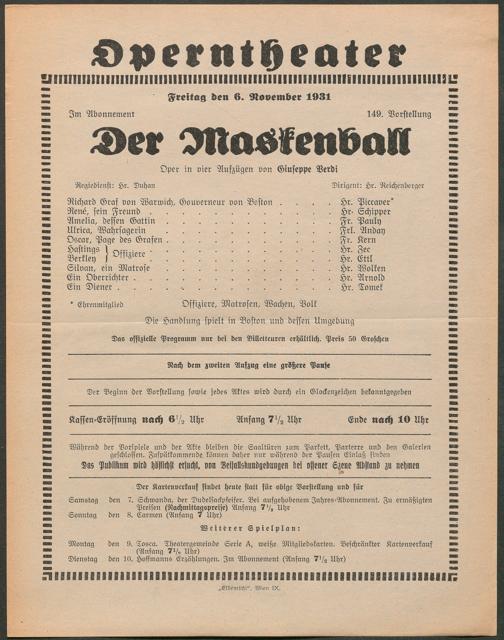 Operntheater
Freitag den 6. November 1931
Im Abonnement 149. Vorstellung
Der Maskenball
Oper in vier Aufzügen von Giuseppe Verdi
Regiedienst: Hr. Duhan Dirigent: Hr. Reichenberger
Richard Graf von Warwich, Gouverneur von Boston . . . . . Hr. Piccaver*
René, sein Freund . . . . . . . . . . . . Hr. Schipper
Amelia, dessen Gattin . . . . . . . . . . . Fr. Pauly
Ulrica, Wahrsagerin . . . . . . . . . . . Frl. Anday
Oscar, Page des Grafen . . . . . . . . . . Fr. Kern
Hastings } Offiziere . . . . . . . . . . Hr. Zec
Berkley } Hr. Ettl
Silvan, ein Matrose . . . . . . . . . . . Hr. Wolken
Ein Oberrichter . . . . . . . . . . . . Hr. Arnold
Ein Diener . . . . . . . . . . . . . . Hr. Tomek
* Ehrenmitglied Offiziere, Matrosen, Wachen, Volk
Die Handlung spielt in Boston und dessen Umgebung
Das offizielle Programm nur bei den Billetteuren erhältlich. Preis 50 Groschen
Nach dem zweiten Aufzug eine größere Pause
Der Beginn der Vorstellung sowie jedes Aktes wird durch ein Glockenzeichen bekanntgegeben
Kassen-Eröffnung nach 6½ Uhr Anfang 7½ Uhr Ende nach 10 Uhr
Während der Vorspiele und der Akte bleiben die Saaltüren zum Parkett, Parterre und den Galerien
geschlossen. Zuspätkommende können daher nur während der Pausen Einlaß finden
Das Publikum wird höflichst ersucht, von Beifallskundgebungen bei offener Szene Abstand zu nehmen
Der Kartenverkauf findet heute statt für obige Vorstellung und für
Samstag den 7. Schwanda, der Dudelsackpfeifer. Bei aufgehobenem Jahres-Abonnement. Zu ermäßigten
Preisen (Nachmittagspreise) Anfang 7½ Uhr
Sonntag den 8. Carmen (Anfang 7 Uhr)
Weiterer Spielplan:
Montag den 9. Tosca. Theatergemeinde Serie A, weiße Mitgliedskarten. Beschränkter Kartenverkauf
(Anfang 7½ Uhr)
Dienstag den 10. Hoffmanns Erzählungen. Im Abonnement (Anfang 7½ Uhr)
„Elbemühl", Wien IX.